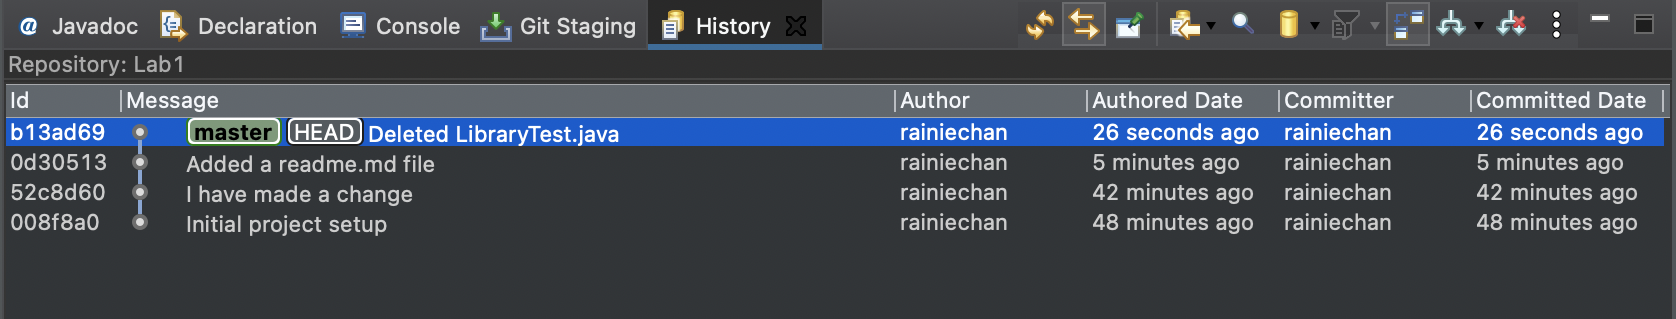 @ Javadoc Declaration Console Git Staging History
Repository: Lab1
Id Message Author Authored Date Committer Committed Date
b13ad69 master HEAD Deleted LibraryTest.java rainiechan 26 seconds ago rainiechan 26 seconds ago
0d30513 Added a readme.md file rainiechan 5 minutes ago rainiechan 5 minutes ago
52c8d60 I have made a change rainiechan 42 minutes ago rainiechan 42 minutes ago
008f8a0 Initial project setup rainiechan 48 minutes ago rainiechan 48 minutes ago